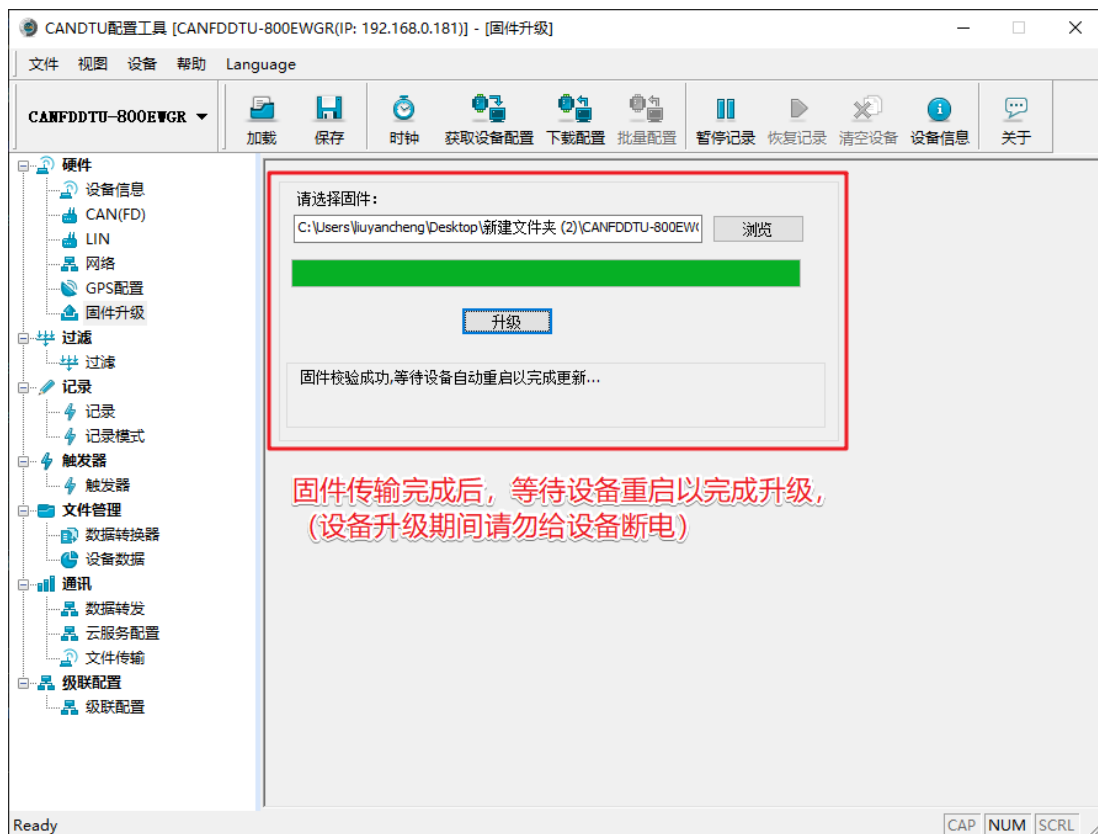 CANDTU配置工具 [CANFDDTU-800EWGR(IP: 192.168.0.181)] - [固件升级]
文件 视图 设备 帮助 Language
CANFDDTU-800EWGR
加载 保存 时钟 获取设备配置 下载配置 批量配置 暂停记录 恢复记录 清空设备 设备信息 关于
硬件
设备信息
CAN(FD)
LIN
网络
GPS配置
固件升级
过滤
过滤
记录
记录
记录模式
触发器
触发器
文件管理
数据转换器
设备数据
通讯
数据转发
云服务配置
文件传输
级联配置
级联配置
请选择固件：
C:\Users\liuyancheng\Desktop\新建文件夹 (2)\CANFDDTU-800EW
浏览
升级
固件校验成功,等待设备自动重启以完成更新...
固件传输完成后，等待设备重启以完成升级，
（设备升级期间请勿给设备断电）
Ready
CAP NUM SCRL